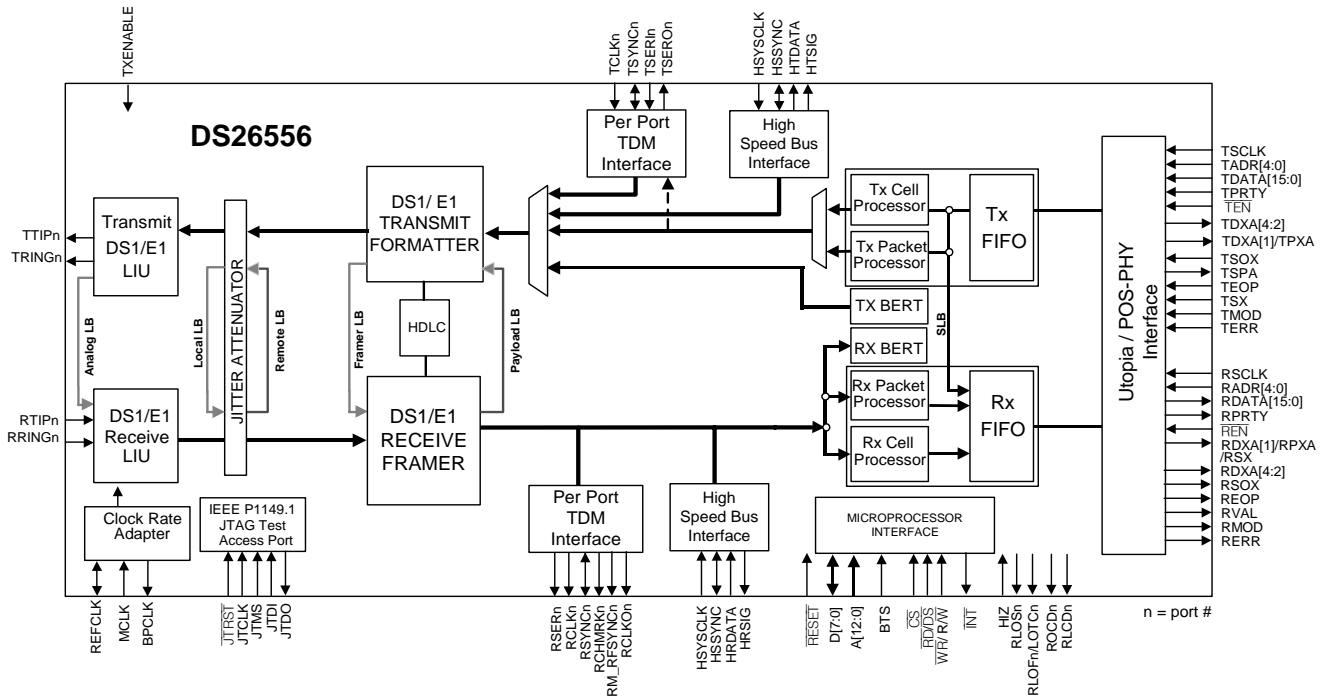 TXENABLE
TCLKn
TSYNCn
TSERIn
TSEROn
HSYSCLK
HSSYNC
HTDATA
HTSIG
DS26556
Per Port
TDM
Interface
High
Speed Bus
Interface
Transmit
DS1/E1
LIU
TTIPn
TRINGn
JITTER ATTENUATOR
DS1/ E1
TRANSMIT
FORMATTER
Tx Cell
Processor
Tx Packet
Processor
Tx
FIFO
TX BERT
RX BERT
SLB
HDLC
Analog LB
Local LB
Remote LB
Framer LB
Payload LB
RTIPn
RRINGn
DS1/E1
Receive
LIU
DS1/E1
RECEIVE
FRAMER
Rx Packet
Processor
Rx Cell
Processor
Rx
FIFO
Utopia / POS-PHY
Interface
TSCLK
TADR[4:0]
TDATA[15:0]
TPRTY
TEN
TDXA[4:2]
TDXA[1]/TPXA
TSOX
TSPA
TEOP
TSX
TMOD
TERR
RSCLK
RADR[4:0]
RDATA[15:0]
RPRTY
REN
RDXA[1]/RPXA
/RSX
RDXA[4:2]
RSOX
REOP
RVAL
RMOD
RERR
Clock Rate
Adapter
IEEE P1149.1
JTAG Test
Access Port
Per Port
TDM
Interface
High
Speed Bus
Interface
MICROPROCESSOR
INTERFACE
REFCLK
MCLK
BPCLK
JTRST
JTCLK
JTMS
JTDI
JTDO
RSERn
RCLKn
RSYNCn
RCHMRKn
RM_RFSYNCn
RCLKOn
HSYSCLK
HSSYNC
HRDATA
HRSIG
RESET
D[7:0]
A[12:0]
BTS
CS
RD/DS
WR/ R/W
INT
HIZ
RLOSn
RLOFn/LOTCn
ROCDn
RLCDn
n = port #